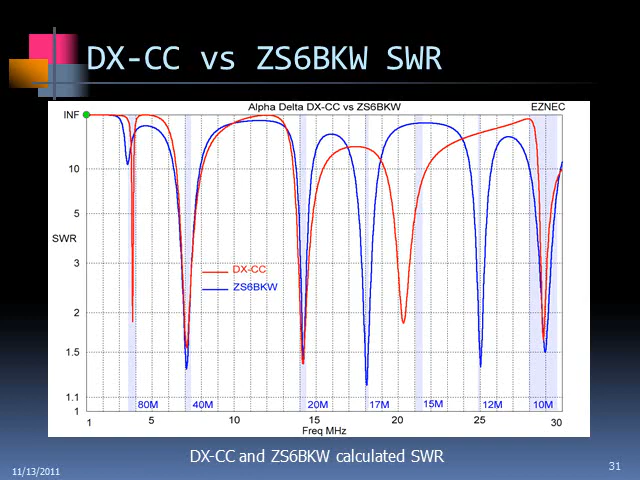 DX-CC vs ZS6BKW SWR
Alpha Delta DX-CC vs ZS6BKW
EZNEC
INF
10
5
SWR
3
2
1.5
1.1
1
DX-CC
ZS6BKW
80M 40M 20M 17M 15M 12M 10M
1 5 10 15 20 25 30
Freq MHz
DX-CC and ZS6BKW calculated SWR
11/13/2011
31